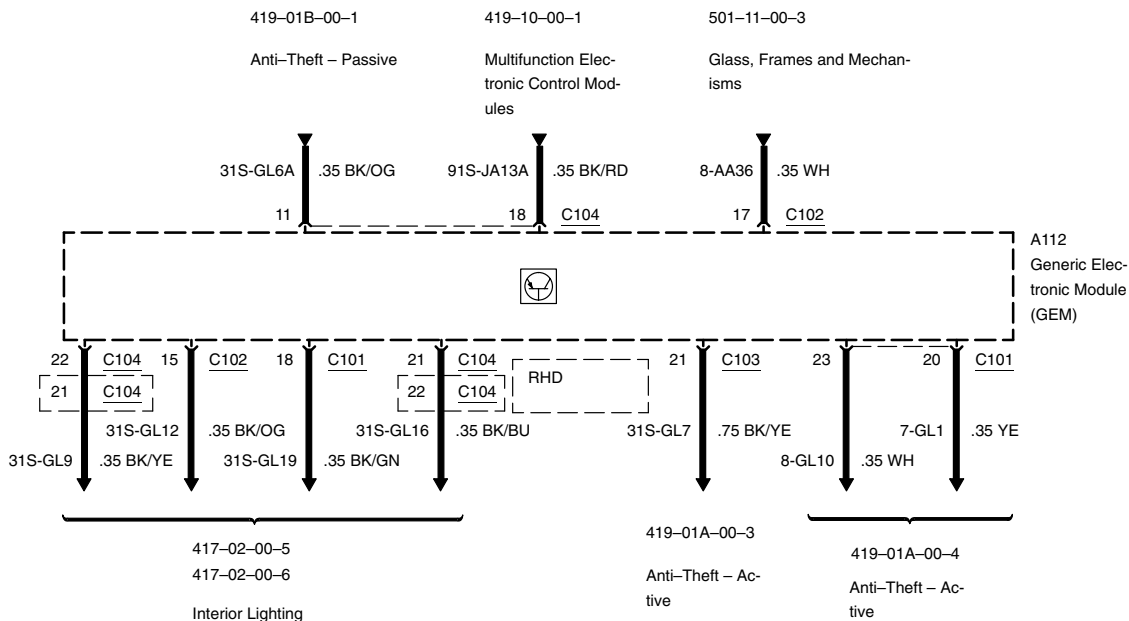 419–01B–00–1
419–10–00–1
501–11–00–3
Anti–Theft – Passive
Multifunction Elec-
tronic Control Mod-
ules
Glass, Frames and Mechan-
isms
31S-GL6A .35 BK/OG
91S-JA13A .35 BK/RD
8-AA36 .35 WH
11
18 C104
17 C102
A112
Generic Elec-
tronic Module
(GEM)
22 C104
15 C102
18 C101
21 C104
21 C103
23
20 C101
21 C104
22 C104
RHD
31S-GL12 .35 BK/OG
31S-GL16 .35 BK/BU
31S-GL7 .75 BK/YE
7-GL1 .35 YE
31S-GL9 .35 BK/YE
31S-GL19 .35 BK/GN
8-GL10 .35 WH
417–02–00–5
417–02–00–6
Interior Lighting
419–01A–00–3
Anti–Theft – Ac-
tive
419–01A–00–4
Anti–Theft – Ac-
tive